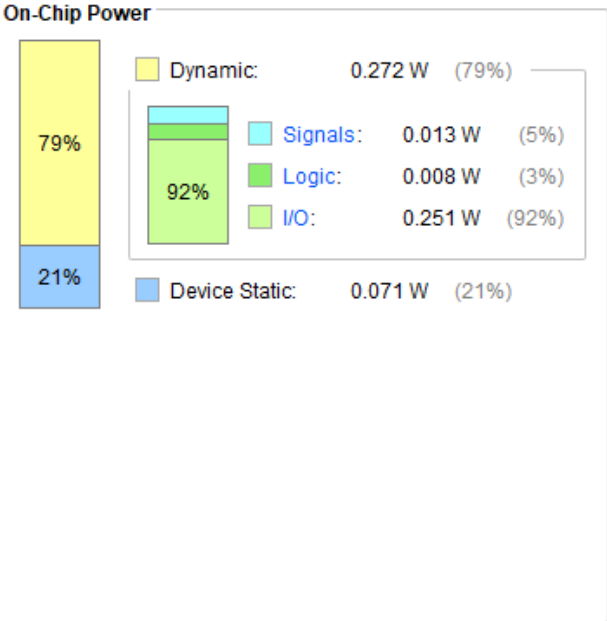 On-Chip Power
Dynamic: 0.272 W (79%)
79%
Signals: 0.013 W (5%)
Logic: 0.008 W (3%)
92%
I/O: 0.251 W (92%)
21%
Device Static: 0.071 W (21%)